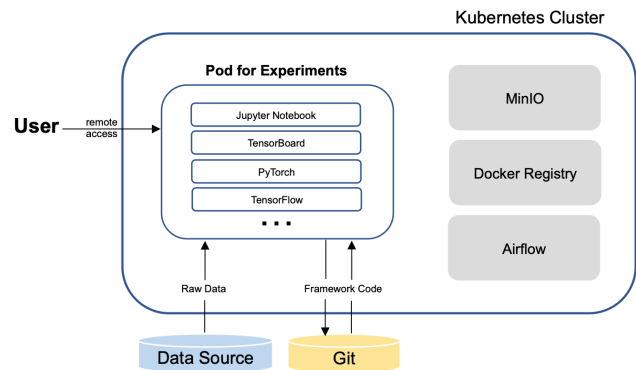 Kubernetes Cluster
Pod for Experiments
User
remote
access
Jupyter Notebook
TensorBoard
PyTorch
TensorFlow
...
MinIO
Docker Registry
Airflow
Raw Data
Framework Code
Data Source
Git